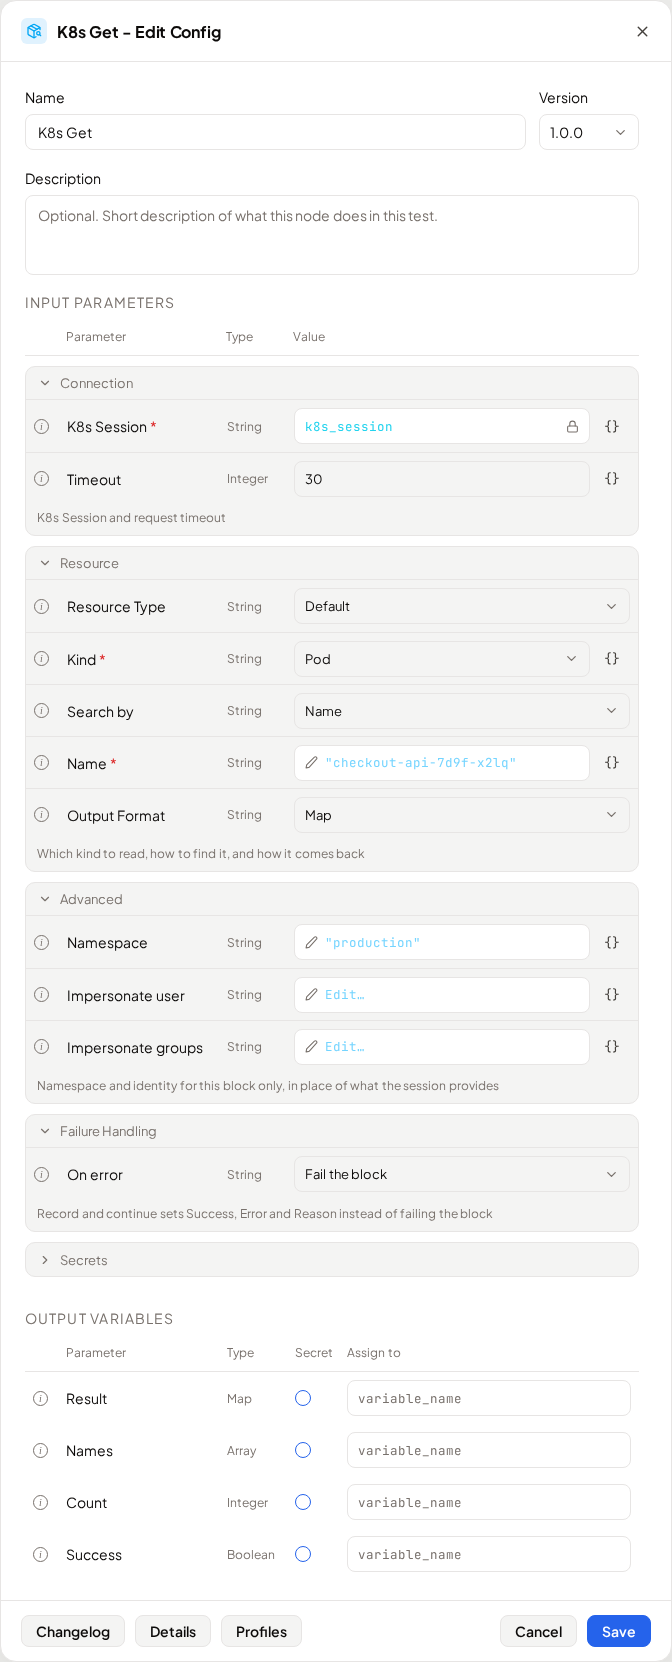 K8s Get - Edit Config
Name
Version
K8s Get
1.0.0
Description
Optional. Short description of what this node does in this test.
INPUT PARAMETERS
Parameter Type Value
Connection
K8s Session * String k8s_session {}
Timeout Integer 30 {}
K8s Session and request timeout
Resource
Resource Type String Default
Kind * String Pod {}
Search by String Name
Name * String "checkout-api-7d9f-x2lq" {}
Output Format String Map
Which kind to read, how to find it, and how it comes back
Advanced
Namespace String "production" {}
Impersonate user String Edit… {}
Impersonate groups String Edit… {}
Namespace and identity for this block only, in place of what the session provides
Failure Handling
On error String Fail the block
Record and continue sets Success, Error and Reason instead of failing the block
Secrets
OUTPUT VARIABLES
Parameter Type Secret Assign to
Result Map variable_name
Names Array variable_name
Count Integer variable_name
Success Boolean variable_name
Changelog Details Profiles Cancel Save